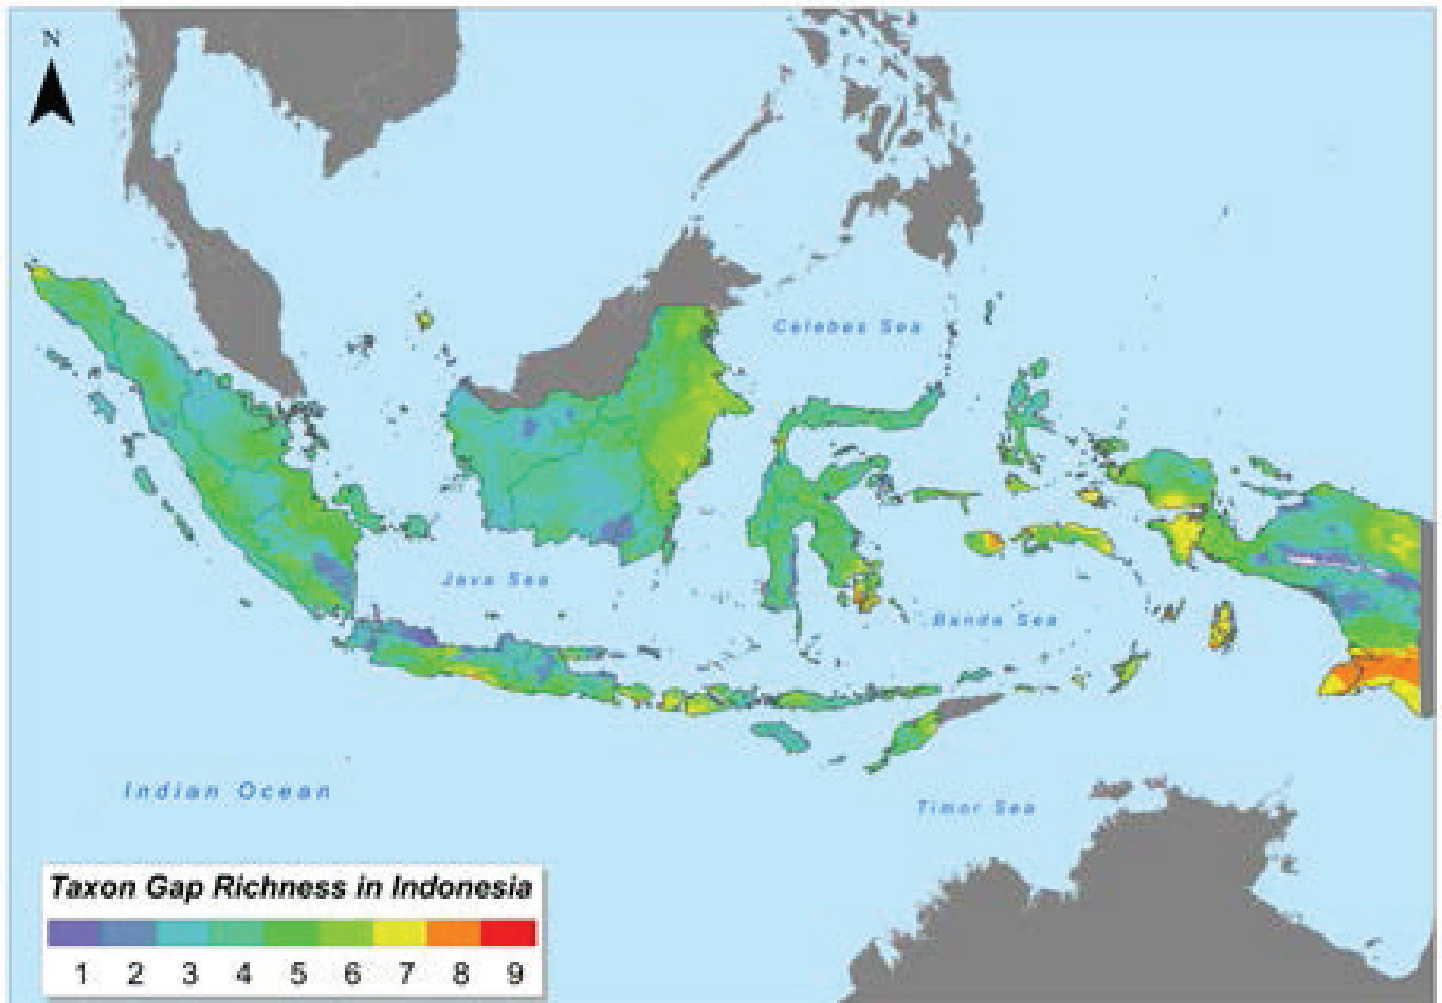 N
Celebes Sea
Java Sea
Banda Sea
Indian Ocean
Timor Sea
Taxon Gap Richness in Indonesia
1 2 3 4 5 6 7 8 9